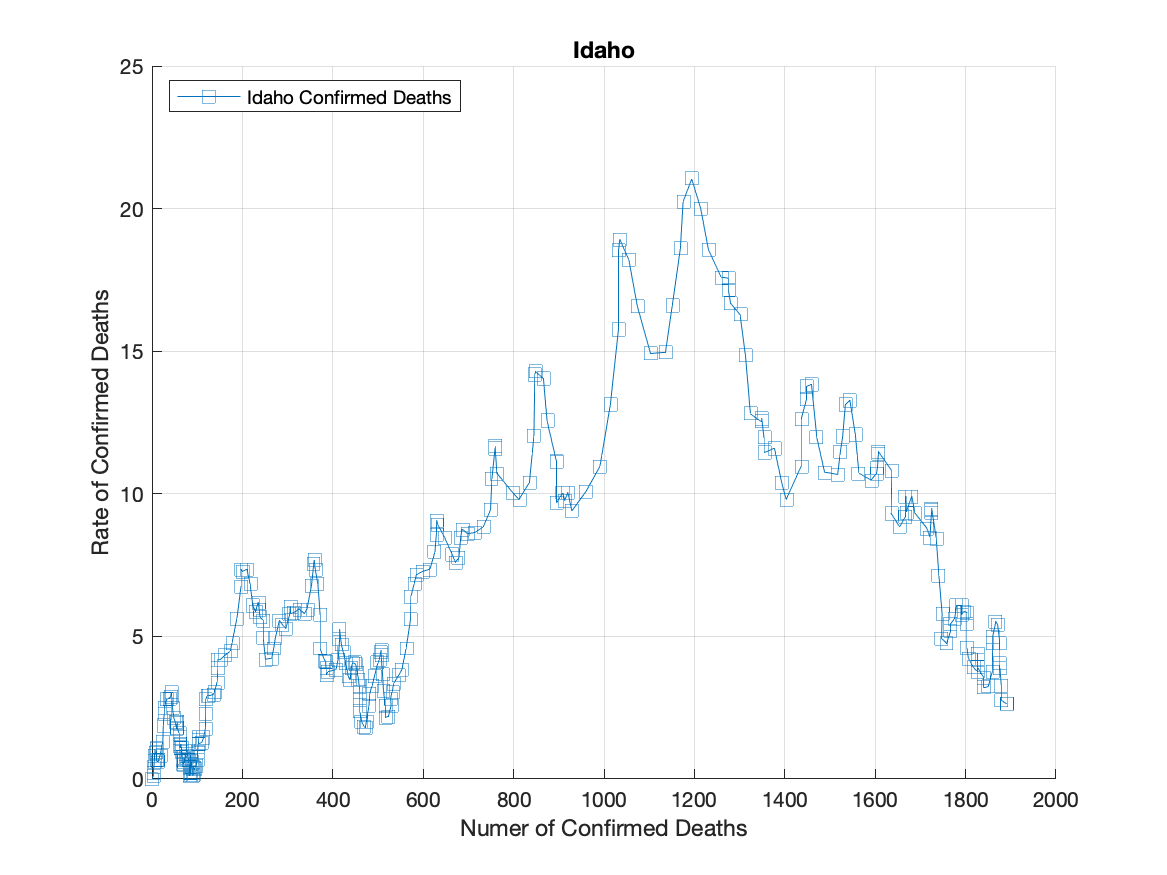 Idaho
Idaho Confirmed Deaths
25
20
15
10
5
0
Rate of Confirmed Deaths
0 200 400 600 800 1000 1200 1400 1600 1800 2000
Numer of Confirmed Deaths